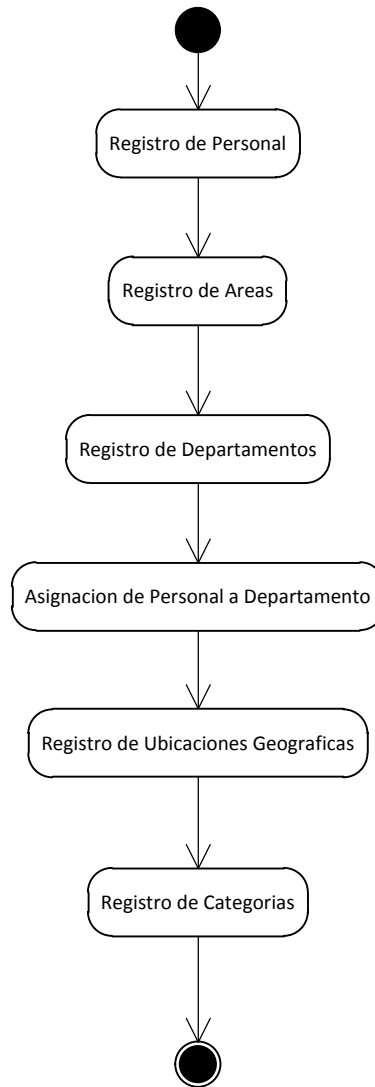 Registro de Personal
Registro de Areas
Registro de Departamentos
Asignacion de Personal a Departamento
Registro de Ubicaciones Geograficas
Registro de Categorias